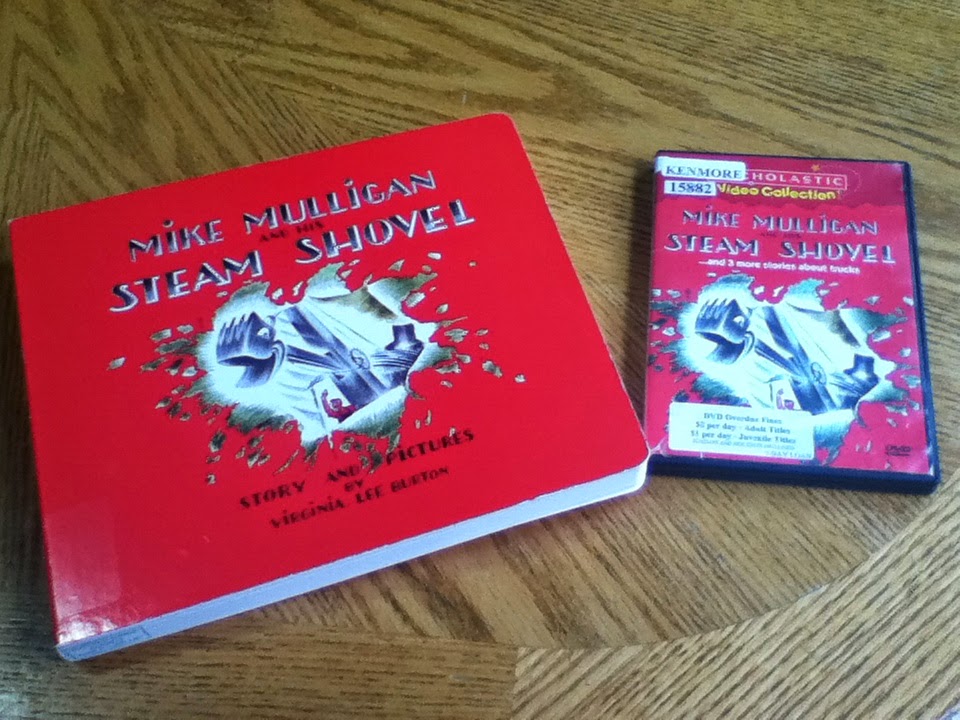 MIKE MULLIGAN
AND HIS
STEAM SHOVEL
STORY AND PICTURES
BY
VIRGINIA LEE BURTON
KENMORE
15882
SCHOLASTIC
Video Collection!
MIKE MULLIGAN
AND HIS
STEAM SHOVEL
...and 3 more stories about trucks
DVD Overdue Fines
$2 per day - Adult Titles
$1 per day - Juvenile Titles
DVD